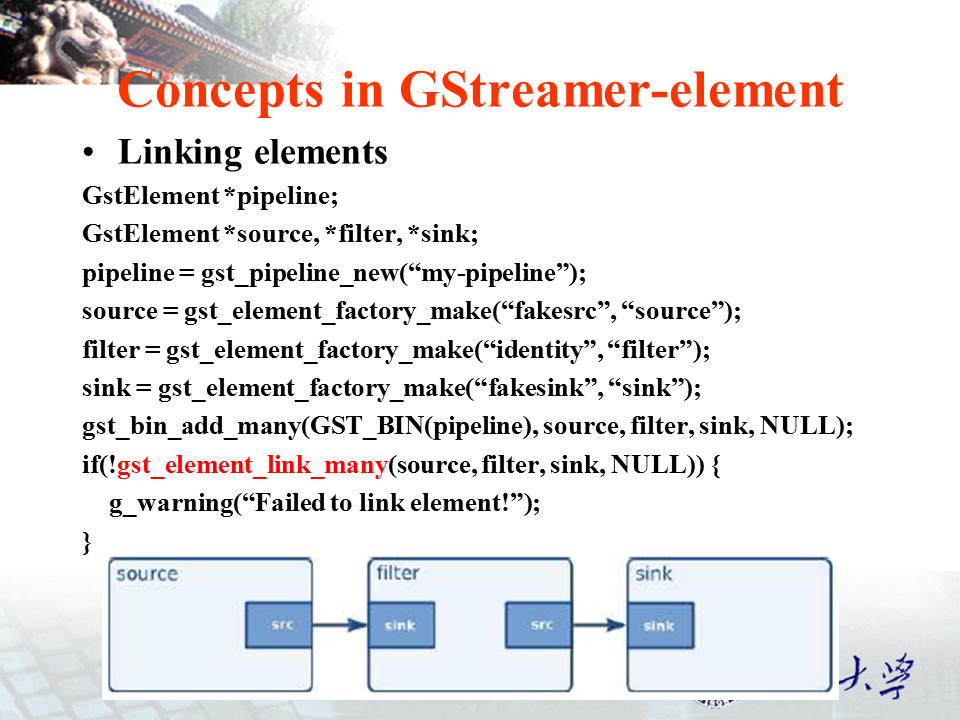 Concepts in GStreamer-element
• Linking elements
GstElement *pipeline;
GstElement *source, *filter, *sink;
pipeline = gst_pipeline_new(“my-pipeline”);
source = gst_element_factory_make(“fakesrc”, “source”);
filter = gst_element_factory_make(“identity”, “filter”);
sink = gst_element_factory_make(“fakesink”, “sink”);
gst_bin_add_many(GST_BIN(pipeline), source, filter, sink, NULL);
if(!gst_element_link_many(source, filter, sink, NULL)) {
g_warning(“Failed to link element!”);
}
source filter sink
src sink src sink
大学